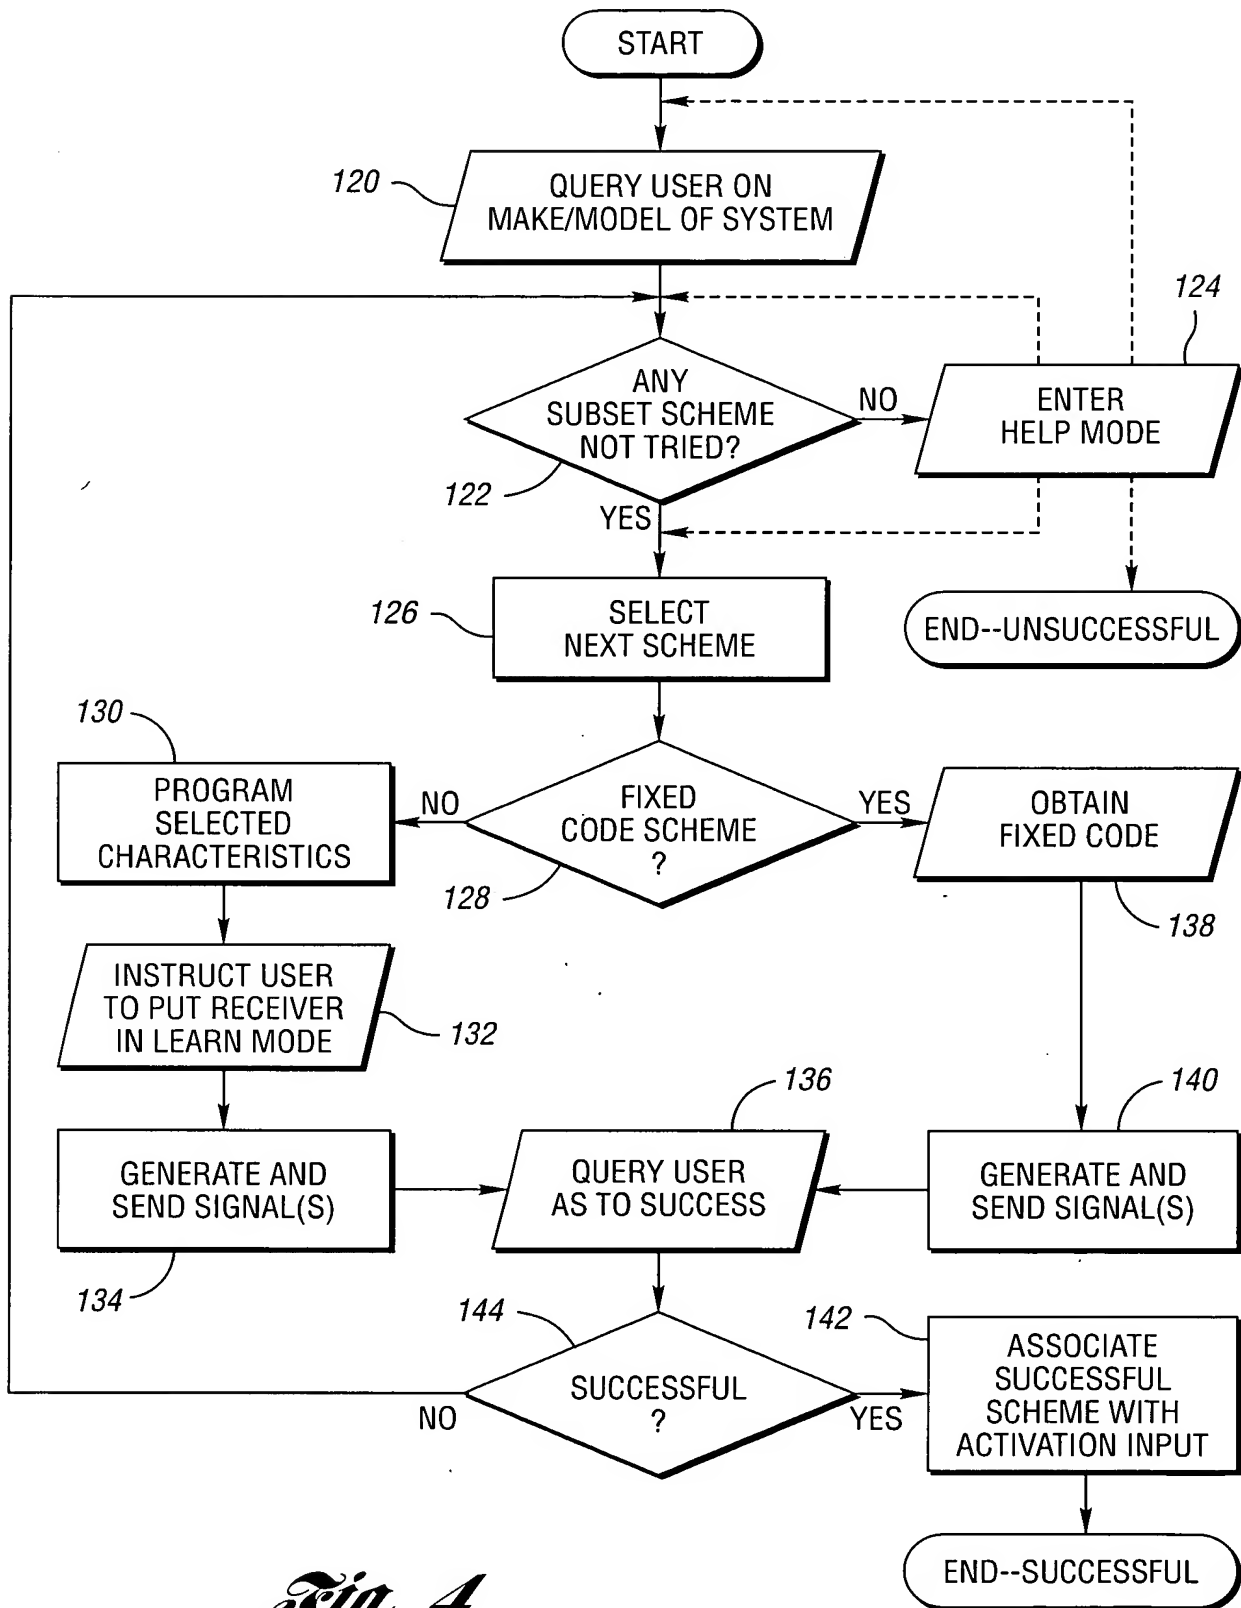 START
120
QUERY USER ON
MAKE/MODEL OF SYSTEM
124
ANY
SUBSET SCHEME
NOT TRIED?
NO
ENTER
HELP MODE
122
YES
126
SELECT
NEXT SCHEME
END--UNSUCCESSFUL
130
PROGRAM
SELECTED
CHARACTERISTICS
NO
FIXED
CODE SCHEME
?
YES
OBTAIN
FIXED CODE
128
138
INSTRUCT USER
TO PUT RECEIVER
IN LEARN MODE
132
136
140
GENERATE AND
SEND SIGNAL(S)
QUERY USER
AS TO SUCCESS
GENERATE AND
SEND SIGNAL(S)
134
144
142
SUCCESSFUL
?
NO
YES
ASSOCIATE
SUCCESSFUL
SCHEME WITH
ACTIVATION INPUT
END--SUCCESSFUL
Fig. 4